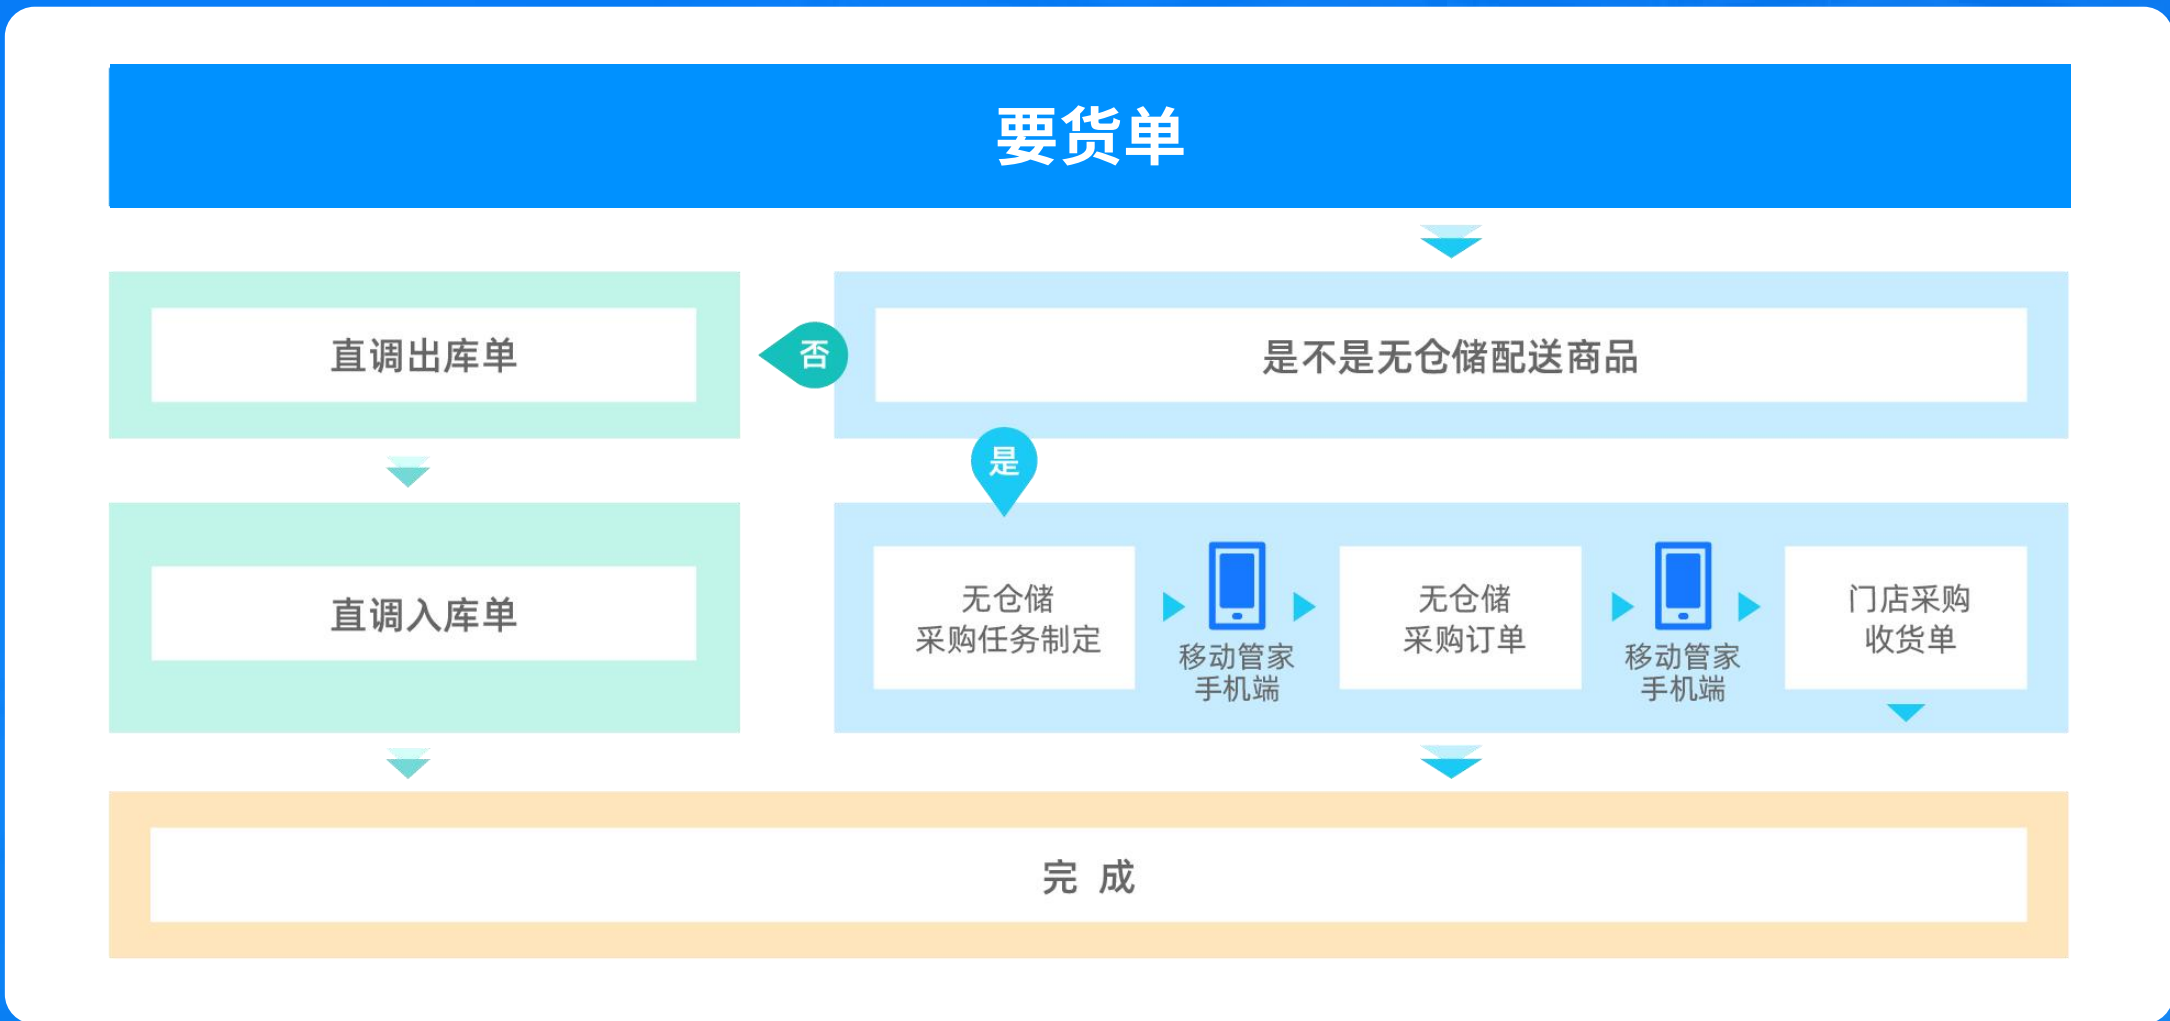 要货单
直调出库单
否
是不是无仓储配送商品
是
直调入库单
无仓储
采购任务制定
移动管家
手机端
无仓储
采购订单
移动管家
手机端
门店采购
收货单
完 成